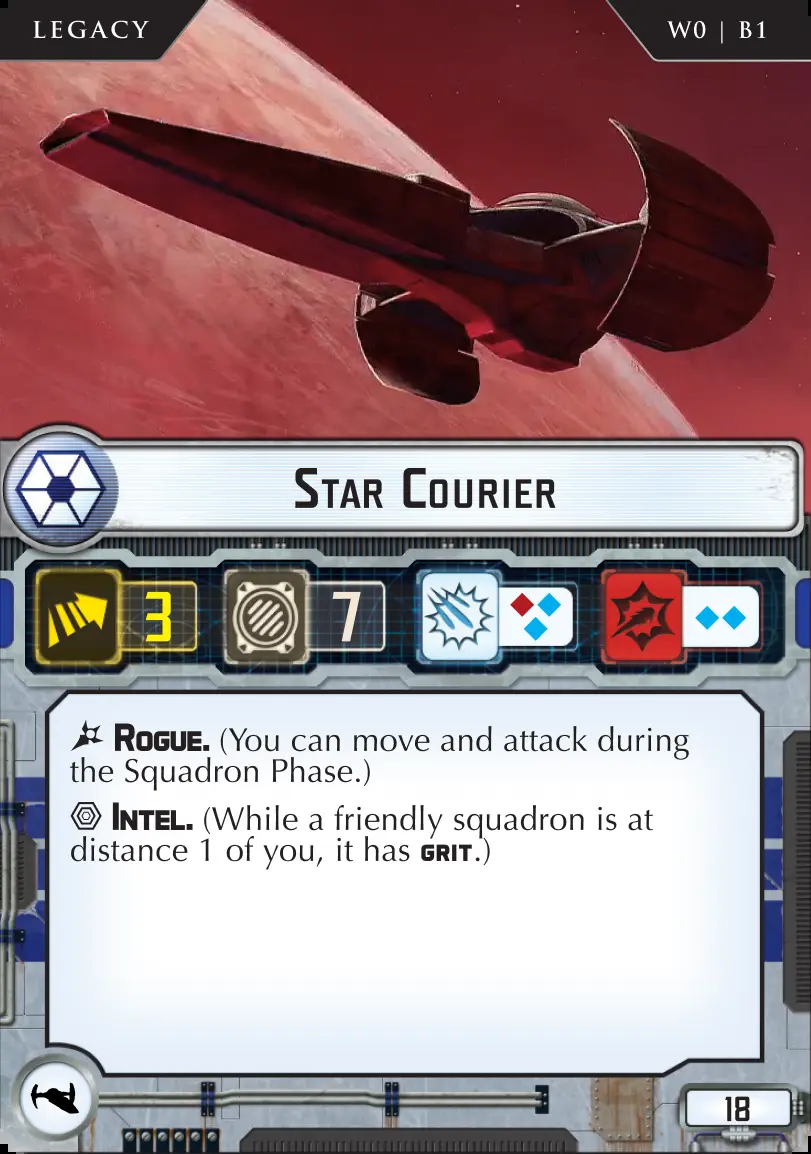 LEGACY
W0 | B1
STAR COURIER
3
7
ROGUE. (You can move and attack during
the Squadron Phase.)
INTEL. (While a friendly squadron is at
distance 1 of you, it has GRIT.)
18